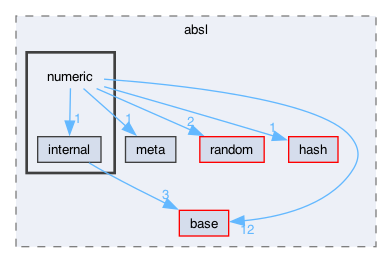 absl
numeric
1
1
2
1
internal
meta
random
hash
3
base
12